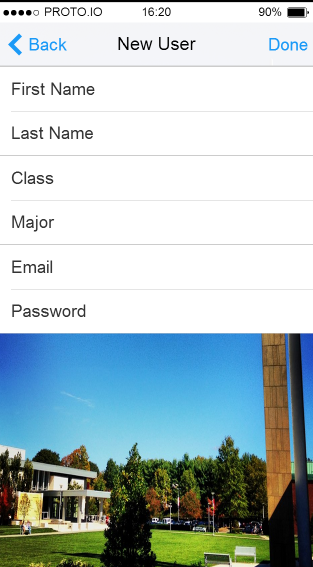 PROTO.IO 16:20 90%
Back New User Done
First Name
Last Name
Class
Major
Email
Password